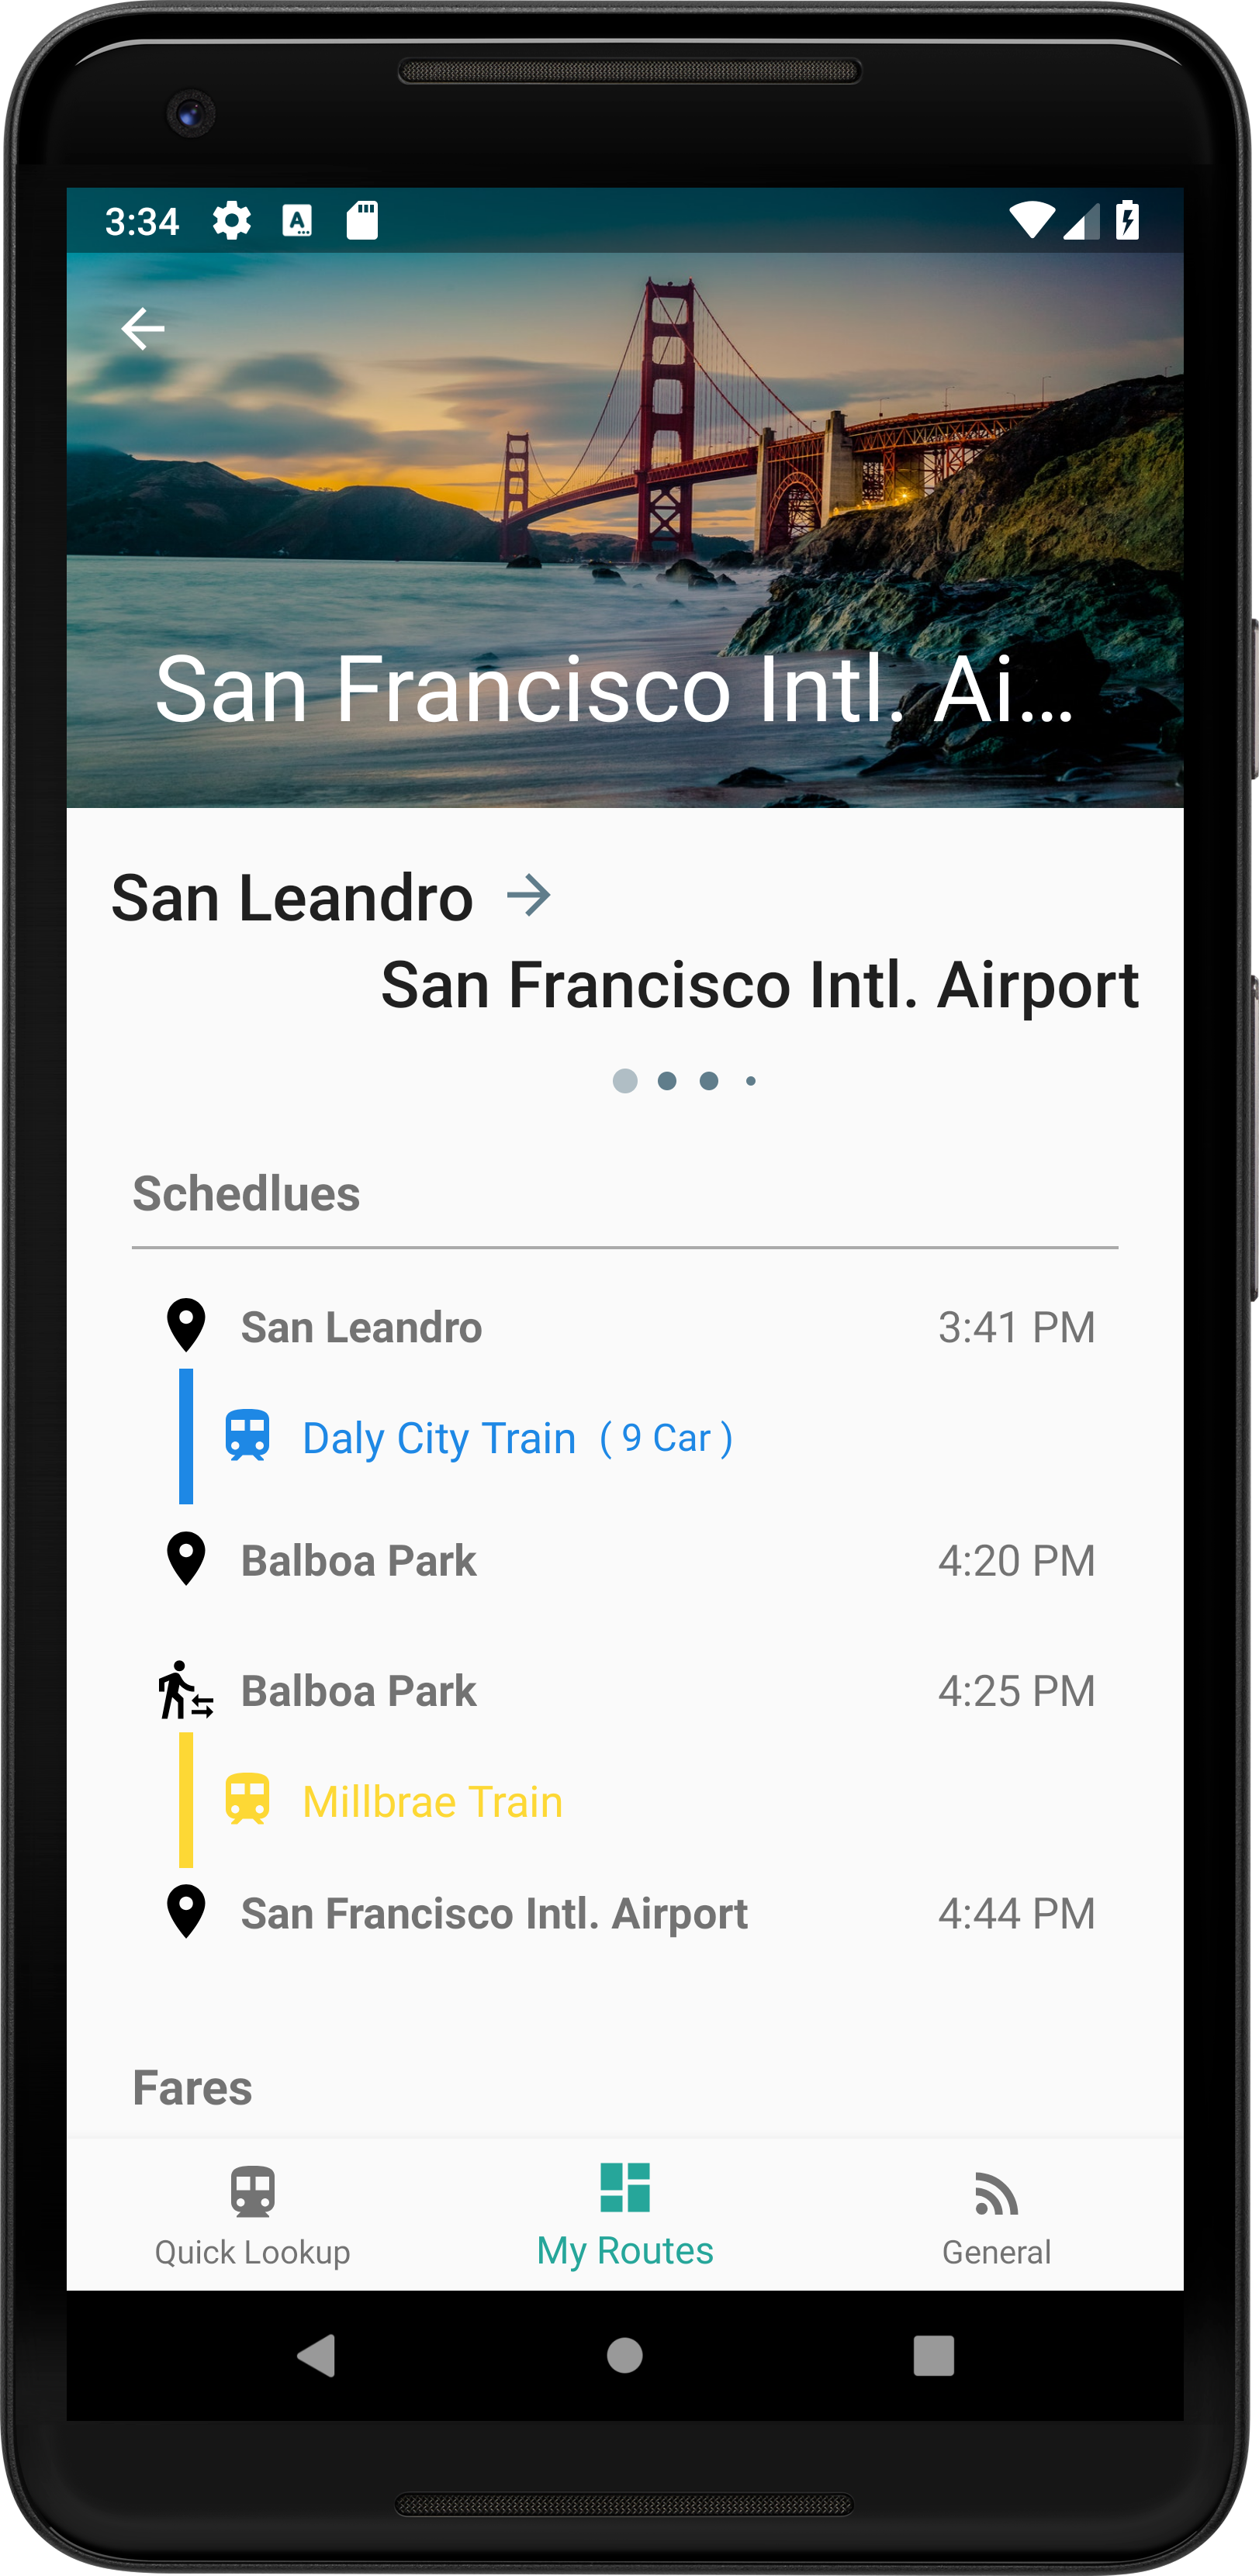 3:34
San Francisco Intl. Ai...
San Leandro
San Francisco Intl. Airport
Schedlues
San Leandro 3:41 PM
Daly City Train ( 9 Car )
Balboa Park 4:20 PM
Balboa Park 4:25 PM
Millbrae Train
San Francisco Intl. Airport 4:44 PM
Fares
Quick Lookup My Routes General